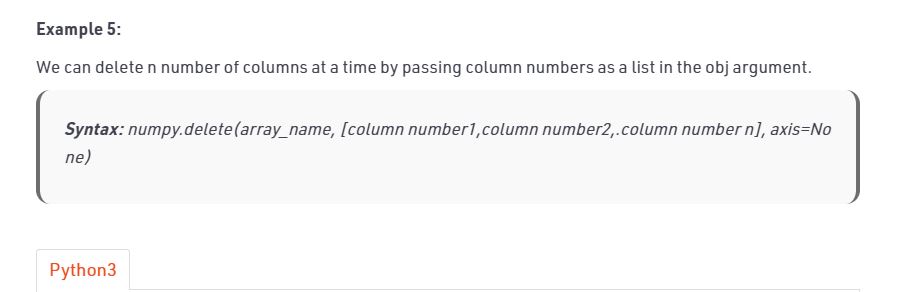 Example 5:
We can delete n number of columns at a time by passing column numbers as a list in the obj argument.
Syntax: numpy.delete(array_name, [column number1,column number2,.column number n], axis=No
ne)
Python3